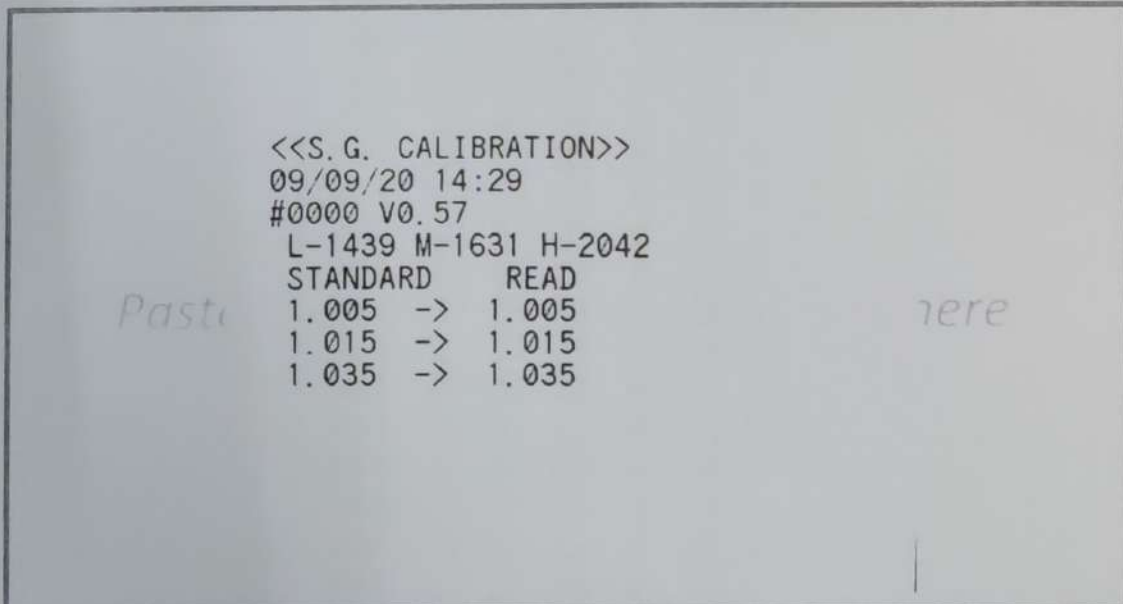 <<S.G. CALIBRATION>>
09/09/20 14:29
#0000 V0.57
L-1439 M-1631 H-2042
STANDARD READ
1.005 -> 1.005
1.015 -> 1.015
1.035 -> 1.035